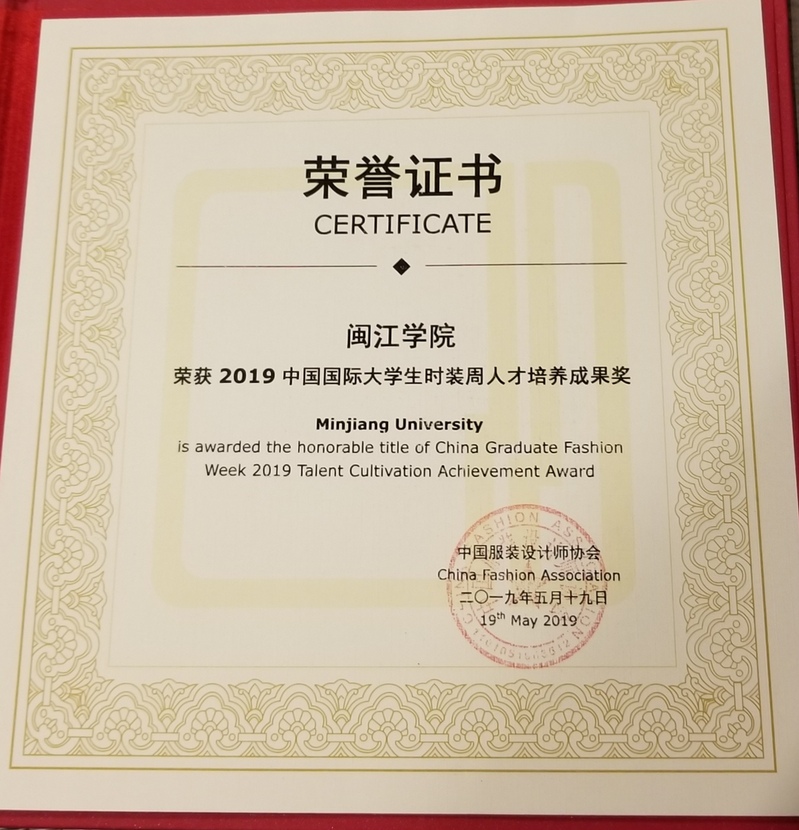 荣誉证书
CERTIFICATE
闽江学院
荣获 2019 中国国际大学生时装周人才培养成果奖
Minjiang University
is awarded the honorable title of China Graduate Fashion
Week 2019 Talent Cultivation Achievement Award
中国服装设计师协会
China Fashion Association
二〇一九年五月十九日
19th May 2019